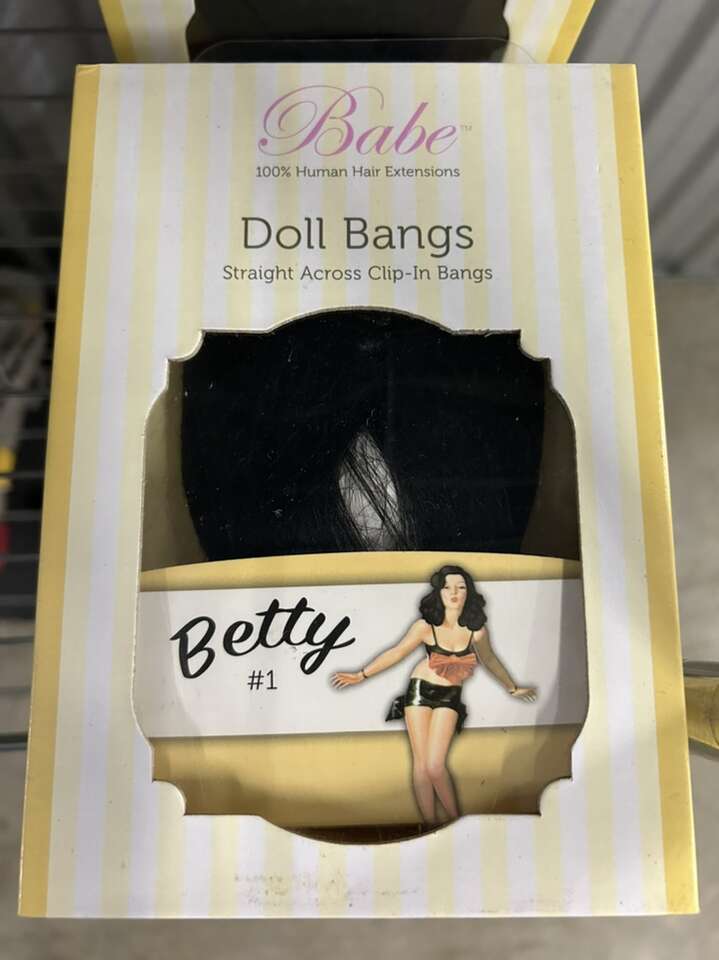 Babe™
100% Human Hair Extensions
Doll Bangs
Straight Across Clip-In Bangs
Betty
#1